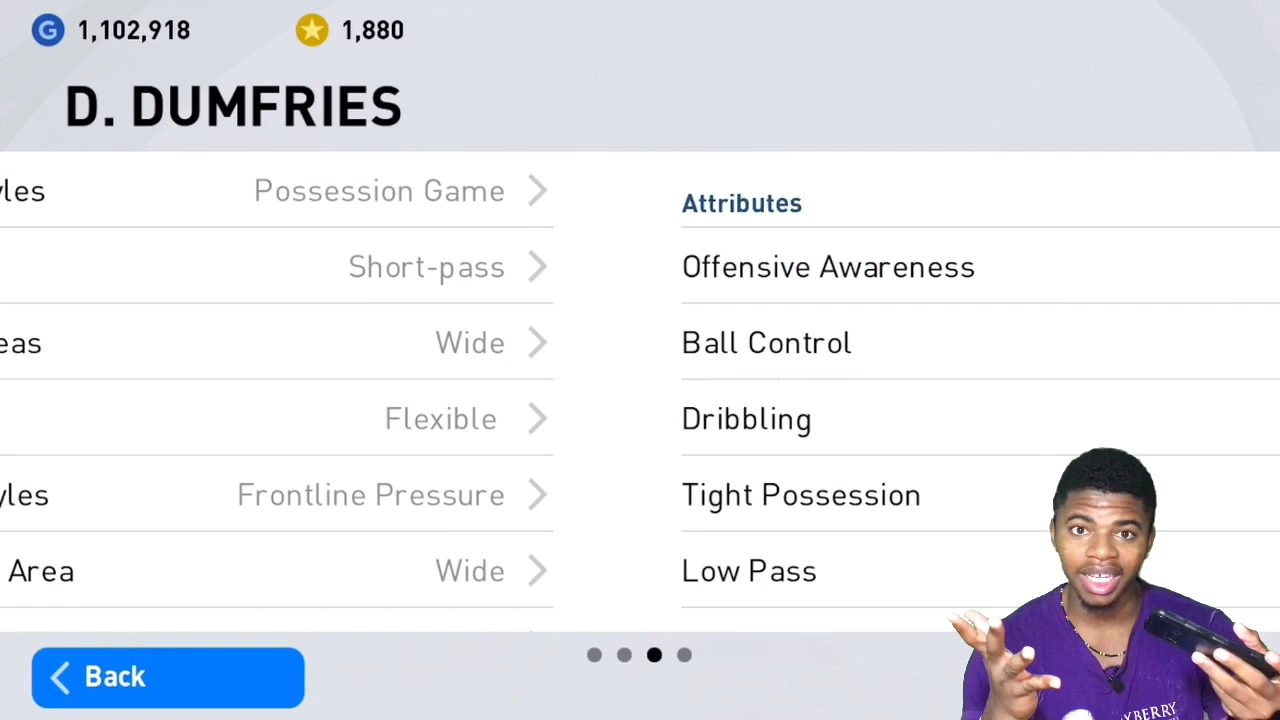 G 1,102,918 1,880
D. DUMFRIES
yles Possession Game
Short-pass
eas Wide
Flexible
yles Frontline Pressure
Area Wide
Attributes
Offensive Awareness
Ball Control
Dribbling
Tight Possession
Low Pass
Back
YBERRY